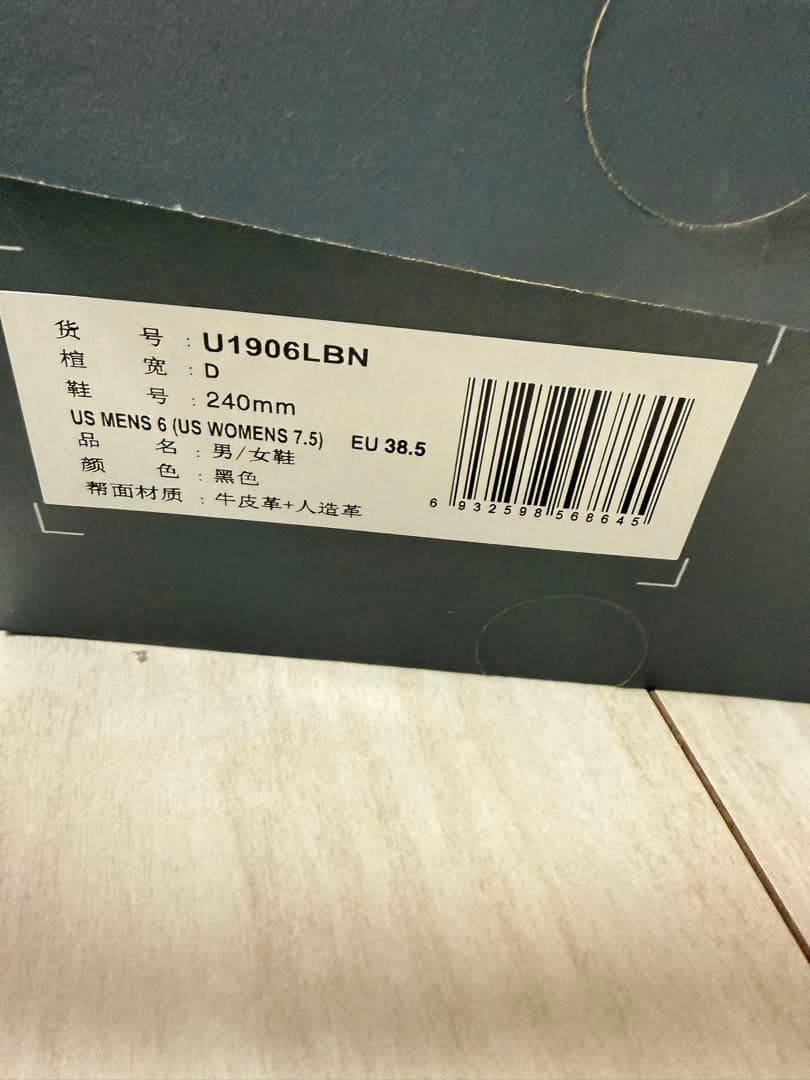 货 号 : U1906LBN
楦 宽 : D
鞋 号 : 240mm
US MENS 6 (US WOMENS 7.5) EU 38.5
品 名 : 男/女鞋
颜 色 : 黑色
帮面材质 : 牛皮革+人造革
6 932598 568645